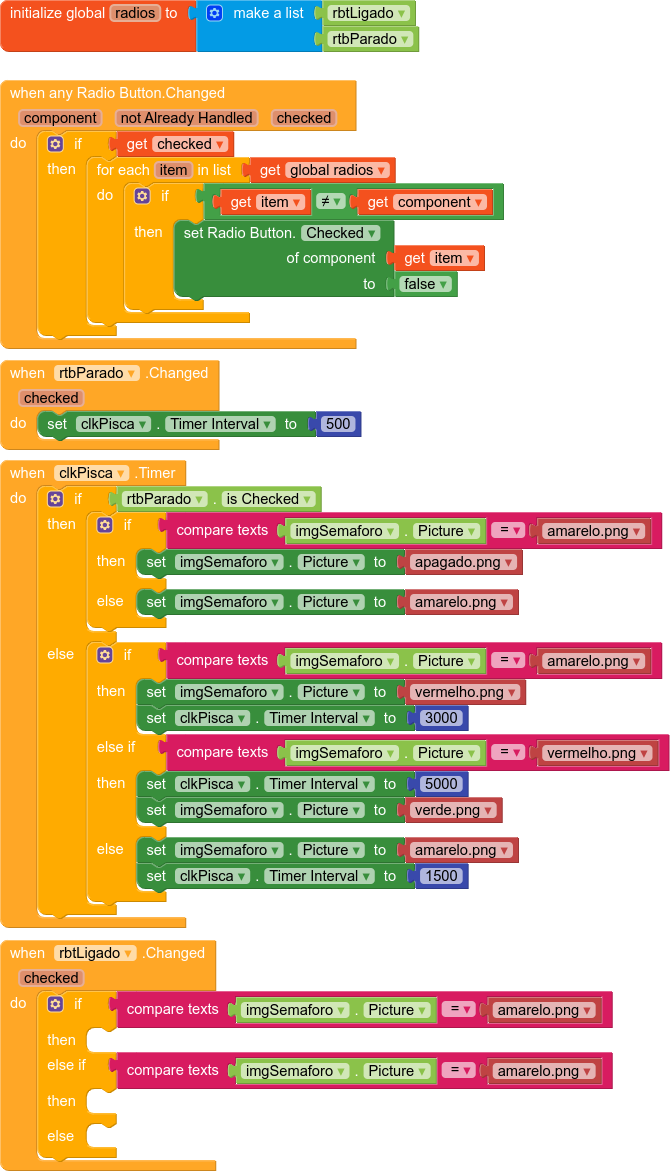 initialize global radios to make a list rbtLigado
rtbParado
when any Radio Button.Changed
component not Already Handled checked
do if get checked
then for each item in list get global radios
do if get item ≠ get component
then set Radio Button. Checked
of component get item
to false
when rtbParado .Changed
checked
do set clkPisca . Timer Interval to 500
when clkPisca .Timer
do if rtbParado . is Checked
then if compare texts imgSemaforo . Picture = amarelo.png
then set imgSemaforo . Picture to apagado.png
else set imgSemaforo . Picture to amarelo.png
else if compare texts imgSemaforo . Picture = amarelo.png
then set imgSemaforo . Picture to vermelho.png
set clkPisca . Timer Interval to 3000
else if compare texts imgSemaforo . Picture = vermelho.png
then set clkPisca . Timer Interval to 5000
set imgSemaforo . Picture to verde.png
else set imgSemaforo . Picture to amarelo.png
set clkPisca . Timer Interval to 1500
when rbtLigado .Changed
checked
do if compare texts imgSemaforo . Picture = amarelo.png
then
else if compare texts imgSemaforo . Picture = amarelo.png
then
else